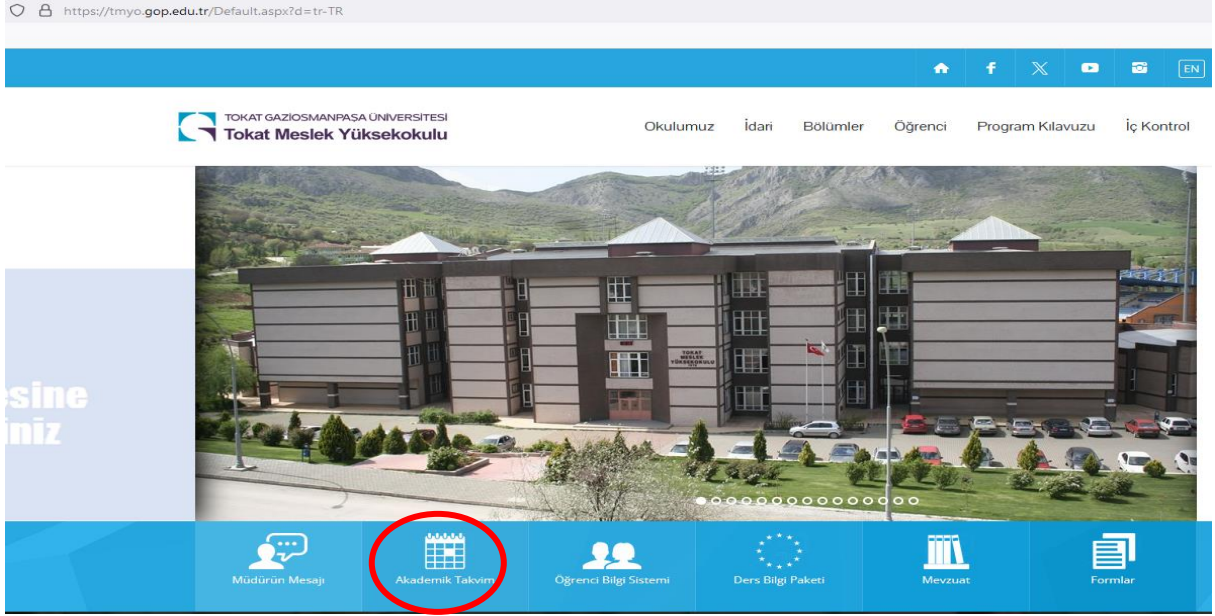 https://tmyo.gop.edu.tr/Default.aspx?d=tr-TR
EN
TOKAT GAZİOSMANPAŞA ÜNİVERSİTESİ
Tokat Meslek Yüksekokulu
Okulumuz İdari Bölümler Öğrenci Program Kılavuzu İç Kontrol
TOKAT
MESLEK
YÜKSEKOKULU
esine
iniz
Müdürün Mesajı Akademik Takvim Öğrenci Bilgi Sistemi Ders Bilgi Paketi Mevzuat Formlar